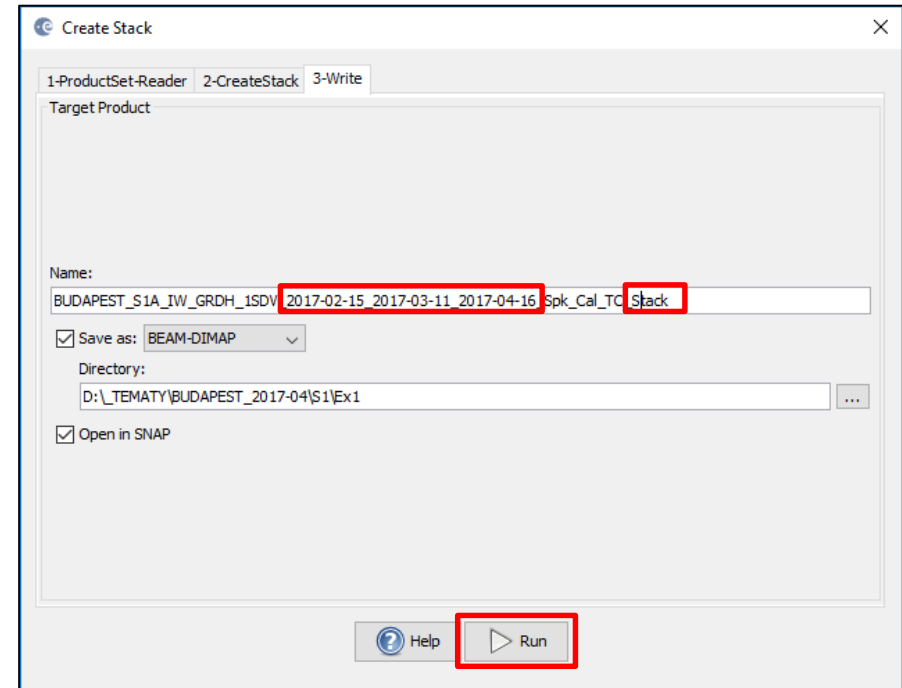 Create Stack
1-ProductSet-Reader 2-CreateStack 3-Write
Target Product
Name:
BUDAPEST_S1A_IW_GRDH_1SDV_2017-02-15_2017-03-11_2017-04-16_Spk_Cal_TC_Stack
Save as: BEAM-DIMAP
Directory:
D:\_TEMATY\BUDAPEST_2017-04\S1\Ex1 ...
Open in SNAP
Help Run